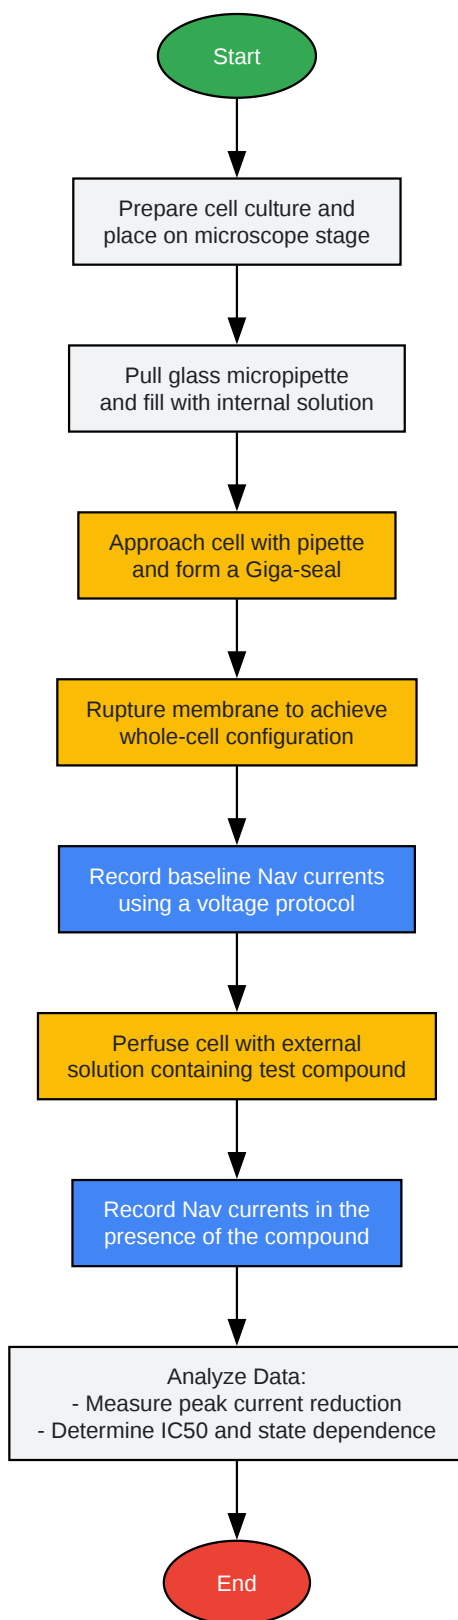 Start
Prepare cell culture and
place on microscope stage
Pull glass micropipette
and fill with internal solution
Approach cell with pipette
and form a Giga-seal
Rupture membrane to achieve
whole-cell configuration
Record baseline Nav currents
using a voltage protocol
Perfuse cell with external
solution containing test compound
Record Nav currents in the
presence of the compound
Analyze Data:
- Measure peak current reduction
- Determine IC50 and state dependence
End